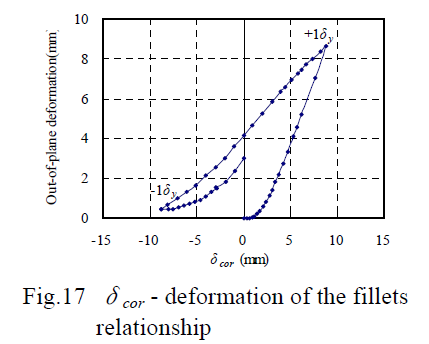 10
8
6
4
2
0
Out-of-plane deformation(mm)
+1δy
-1δy
-15 -10 -5 0 5 10 15
δcor (mm)
Fig.17 δcor - deformation of the fillets
relationship